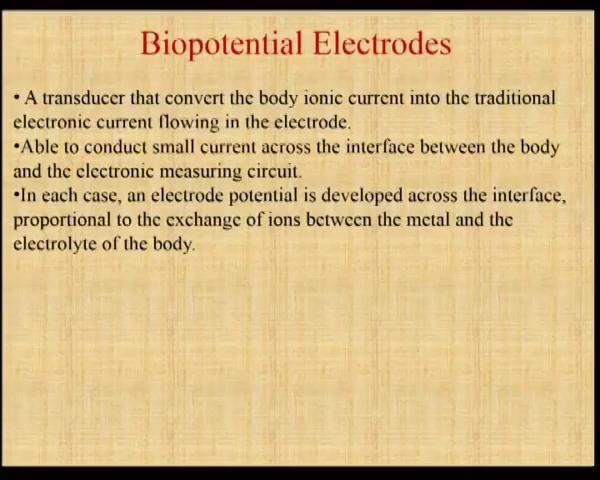 Biopotential Electrodes
• A transducer that convert the body ionic current into the traditional
electronic current flowing in the electrode.
•Able to conduct small current across the interface between the body
and the electronic measuring circuit.
•In each case, an electrode potential is developed across the interface,
proportional to the exchange of ions between the metal and the
electrolyte of the body.